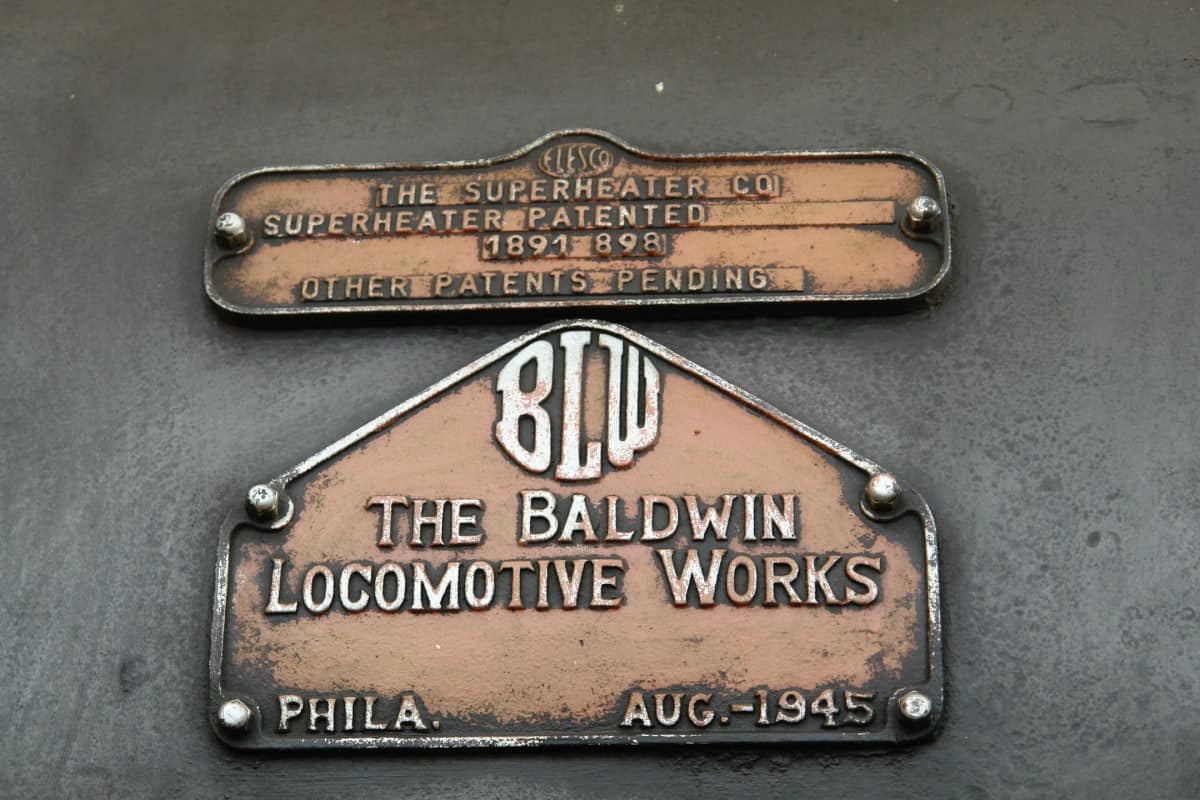 ELESCO
THE SUPERHEATER CO
SUPERHEATER PATENTED
1891 898
OTHER PATENTS PENDING
BLW
THE BALDWIN
LOCOMOTIVE WORKS
PHILA. AUG.-1945